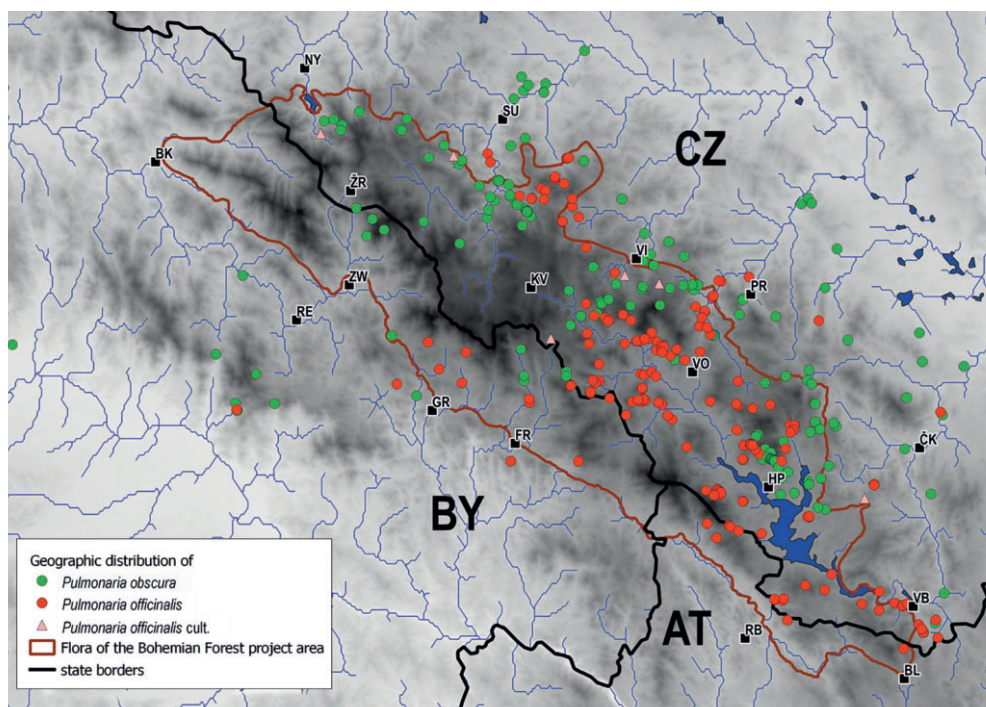 NY
SU
CZ
BK
ŽR
VI
ZW
KV
PR
RE
VO
GR
FR
ČK
HP
BY
VB
AT
RB
BL
Geographic distribution of
Pulmonaria obscura
Pulmonaria officinalis
Pulmonaria officinalis cult.
Flora of the Bohemian Forest project area
state borders